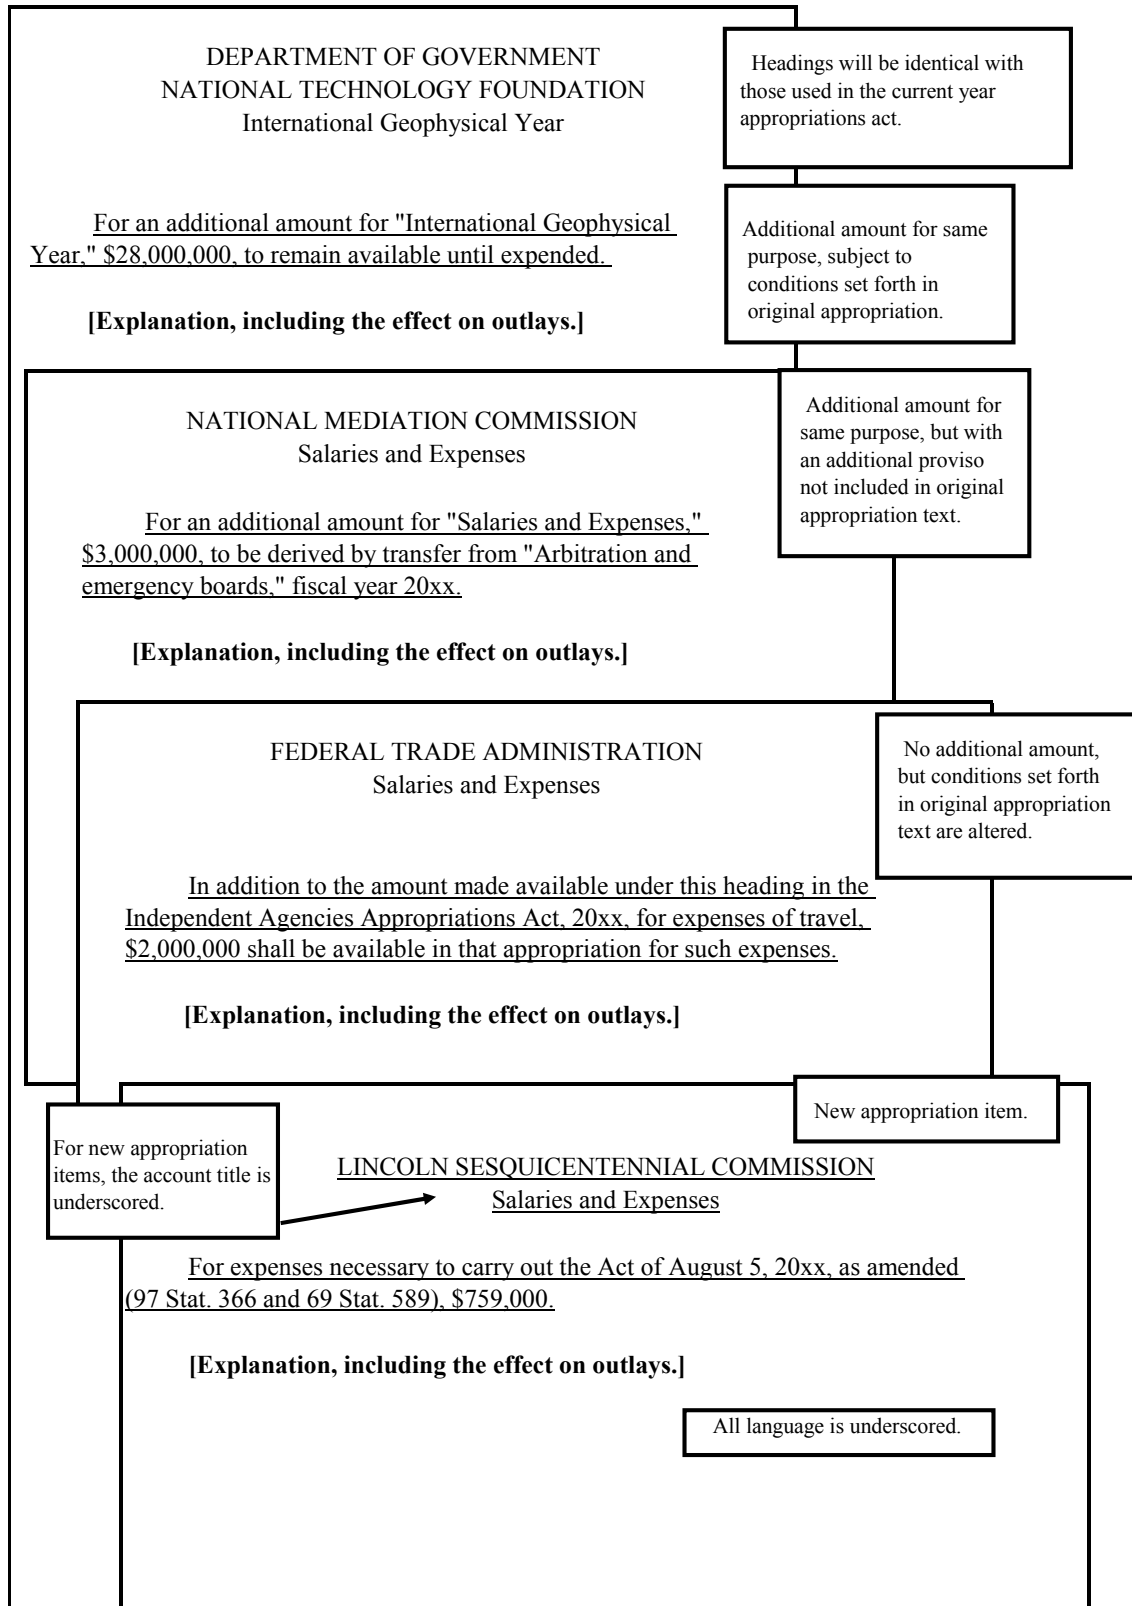 DEPARTMENT OF GOVERNMENT
NATIONAL TECHNOLOGY FOUNDATION
International Geophysical Year
Headings will be identical with
those used in the current year
appropriations act.
For an additional amount for "International Geophysical
Year," $28,000,000, to remain available until expended.
[Explanation, including the effect on outlays.]
Additional amount for same
purpose, subject to
conditions set forth in
original appropriation.
NATIONAL MEDIATION COMMISSION
Salaries and Expenses
Additional amount for
same purpose, but with
an additional proviso
not included in original
appropriation text.
For an additional amount for "Salaries and Expenses,"
$3,000,000, to be derived by transfer from "Arbitration and
emergency boards," fiscal year 20xx.
[Explanation, including the effect on outlays.]
FEDERAL TRADE ADMINISTRATION
Salaries and Expenses
No additional amount,
but conditions set forth
in original appropriation
text are altered.
In addition to the amount made available under this heading in the
Independent Agencies Appropriations Act, 20xx, for expenses of travel,
$2,000,000 shall be available in that appropriation for such expenses.
[Explanation, including the effect on outlays.]
New appropriation item.
For new appropriation
items, the account title is
underscored.
LINCOLN SESQUICENTENNIAL COMMISSION
Salaries and Expenses
For expenses necessary to carry out the Act of August 5, 20xx, as amended
(97 Stat. 366 and 69 Stat. 589), $759,000.
[Explanation, including the effect on outlays.]
All language is underscored.